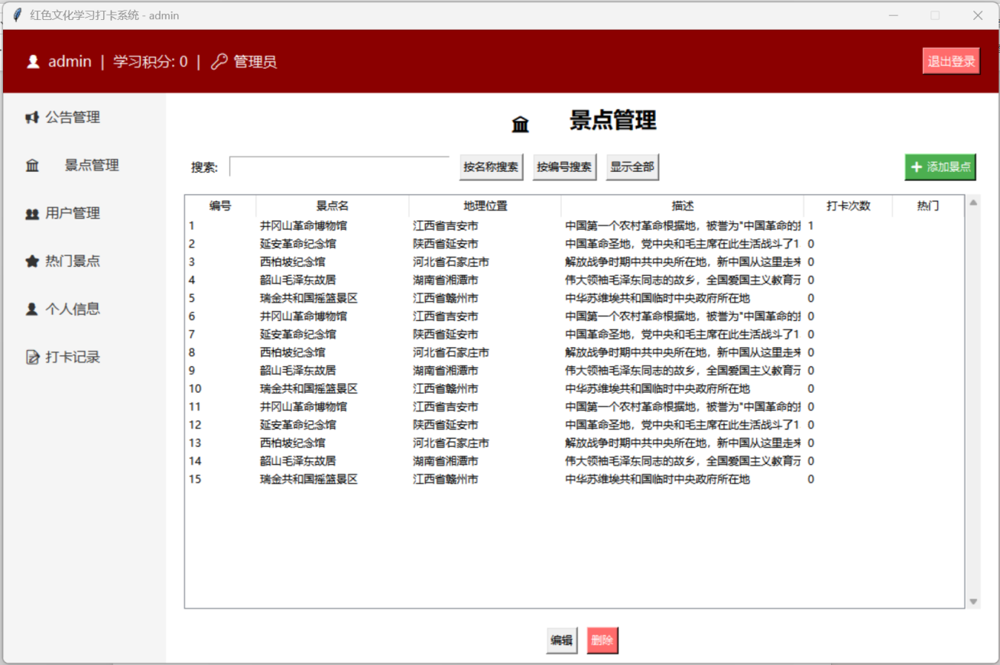 红色文化学习打卡系统 - admin
admin | 学习积分: 0 | 管理员
退出登录
公告管理
景点管理
用户管理
热门景点
个人信息
打卡记录
景点管理
搜索: 按名称搜索 按编号搜索 显示全部 添加景点
编号 景点名 地理位置 描述 打卡次数 热门
1 井冈山革命博物馆 江西省吉安市 中国第一个农村革命根据地，被誉为"中国革命的 1
2 延安革命纪念馆 陕西省延安市 中国革命圣地，党中央和毛主席在此生活战斗了1 0
3 西柏坡纪念馆 河北省石家庄市 解放战争时期中共中央所在地，新中国从这里走来 0
4 韶山毛泽东故居 湖南省湘潭市 伟大领袖毛泽东同志的故乡，全国爱国主义教育示 0
5 瑞金共和国摇篮景区 江西省赣州市 中华苏维埃共和国临时中央政府所在地 0
6 井冈山革命博物馆 江西省吉安市 中国第一个农村革命根据地，被誉为"中国革命的 0
7 延安革命纪念馆 陕西省延安市 中国革命圣地，党中央和毛主席在此生活战斗了1 0
8 西柏坡纪念馆 河北省石家庄市 解放战争时期中共中央所在地，新中国从这里走来 0
9 韶山毛泽东故居 湖南省湘潭市 伟大领袖毛泽东同志的故乡，全国爱国主义教育示 0
10 瑞金共和国摇篮景区 江西省赣州市 中华苏维埃共和国临时中央政府所在地 0
11 井冈山革命博物馆 江西省吉安市 中国第一个农村革命根据地，被誉为"中国革命的 0
12 延安革命纪念馆 陕西省延安市 中国革命圣地，党中央和毛主席在此生活战斗了1 0
13 西柏坡纪念馆 河北省石家庄市 解放战争时期中共中央所在地，新中国从这里走来 0
14 韶山毛泽东故居 湖南省湘潭市 伟大领袖毛泽东同志的故乡，全国爱国主义教育示 0
15 瑞金共和国摇篮景区 江西省赣州市 中华苏维埃共和国临时中央政府所在地 0
编辑 删除